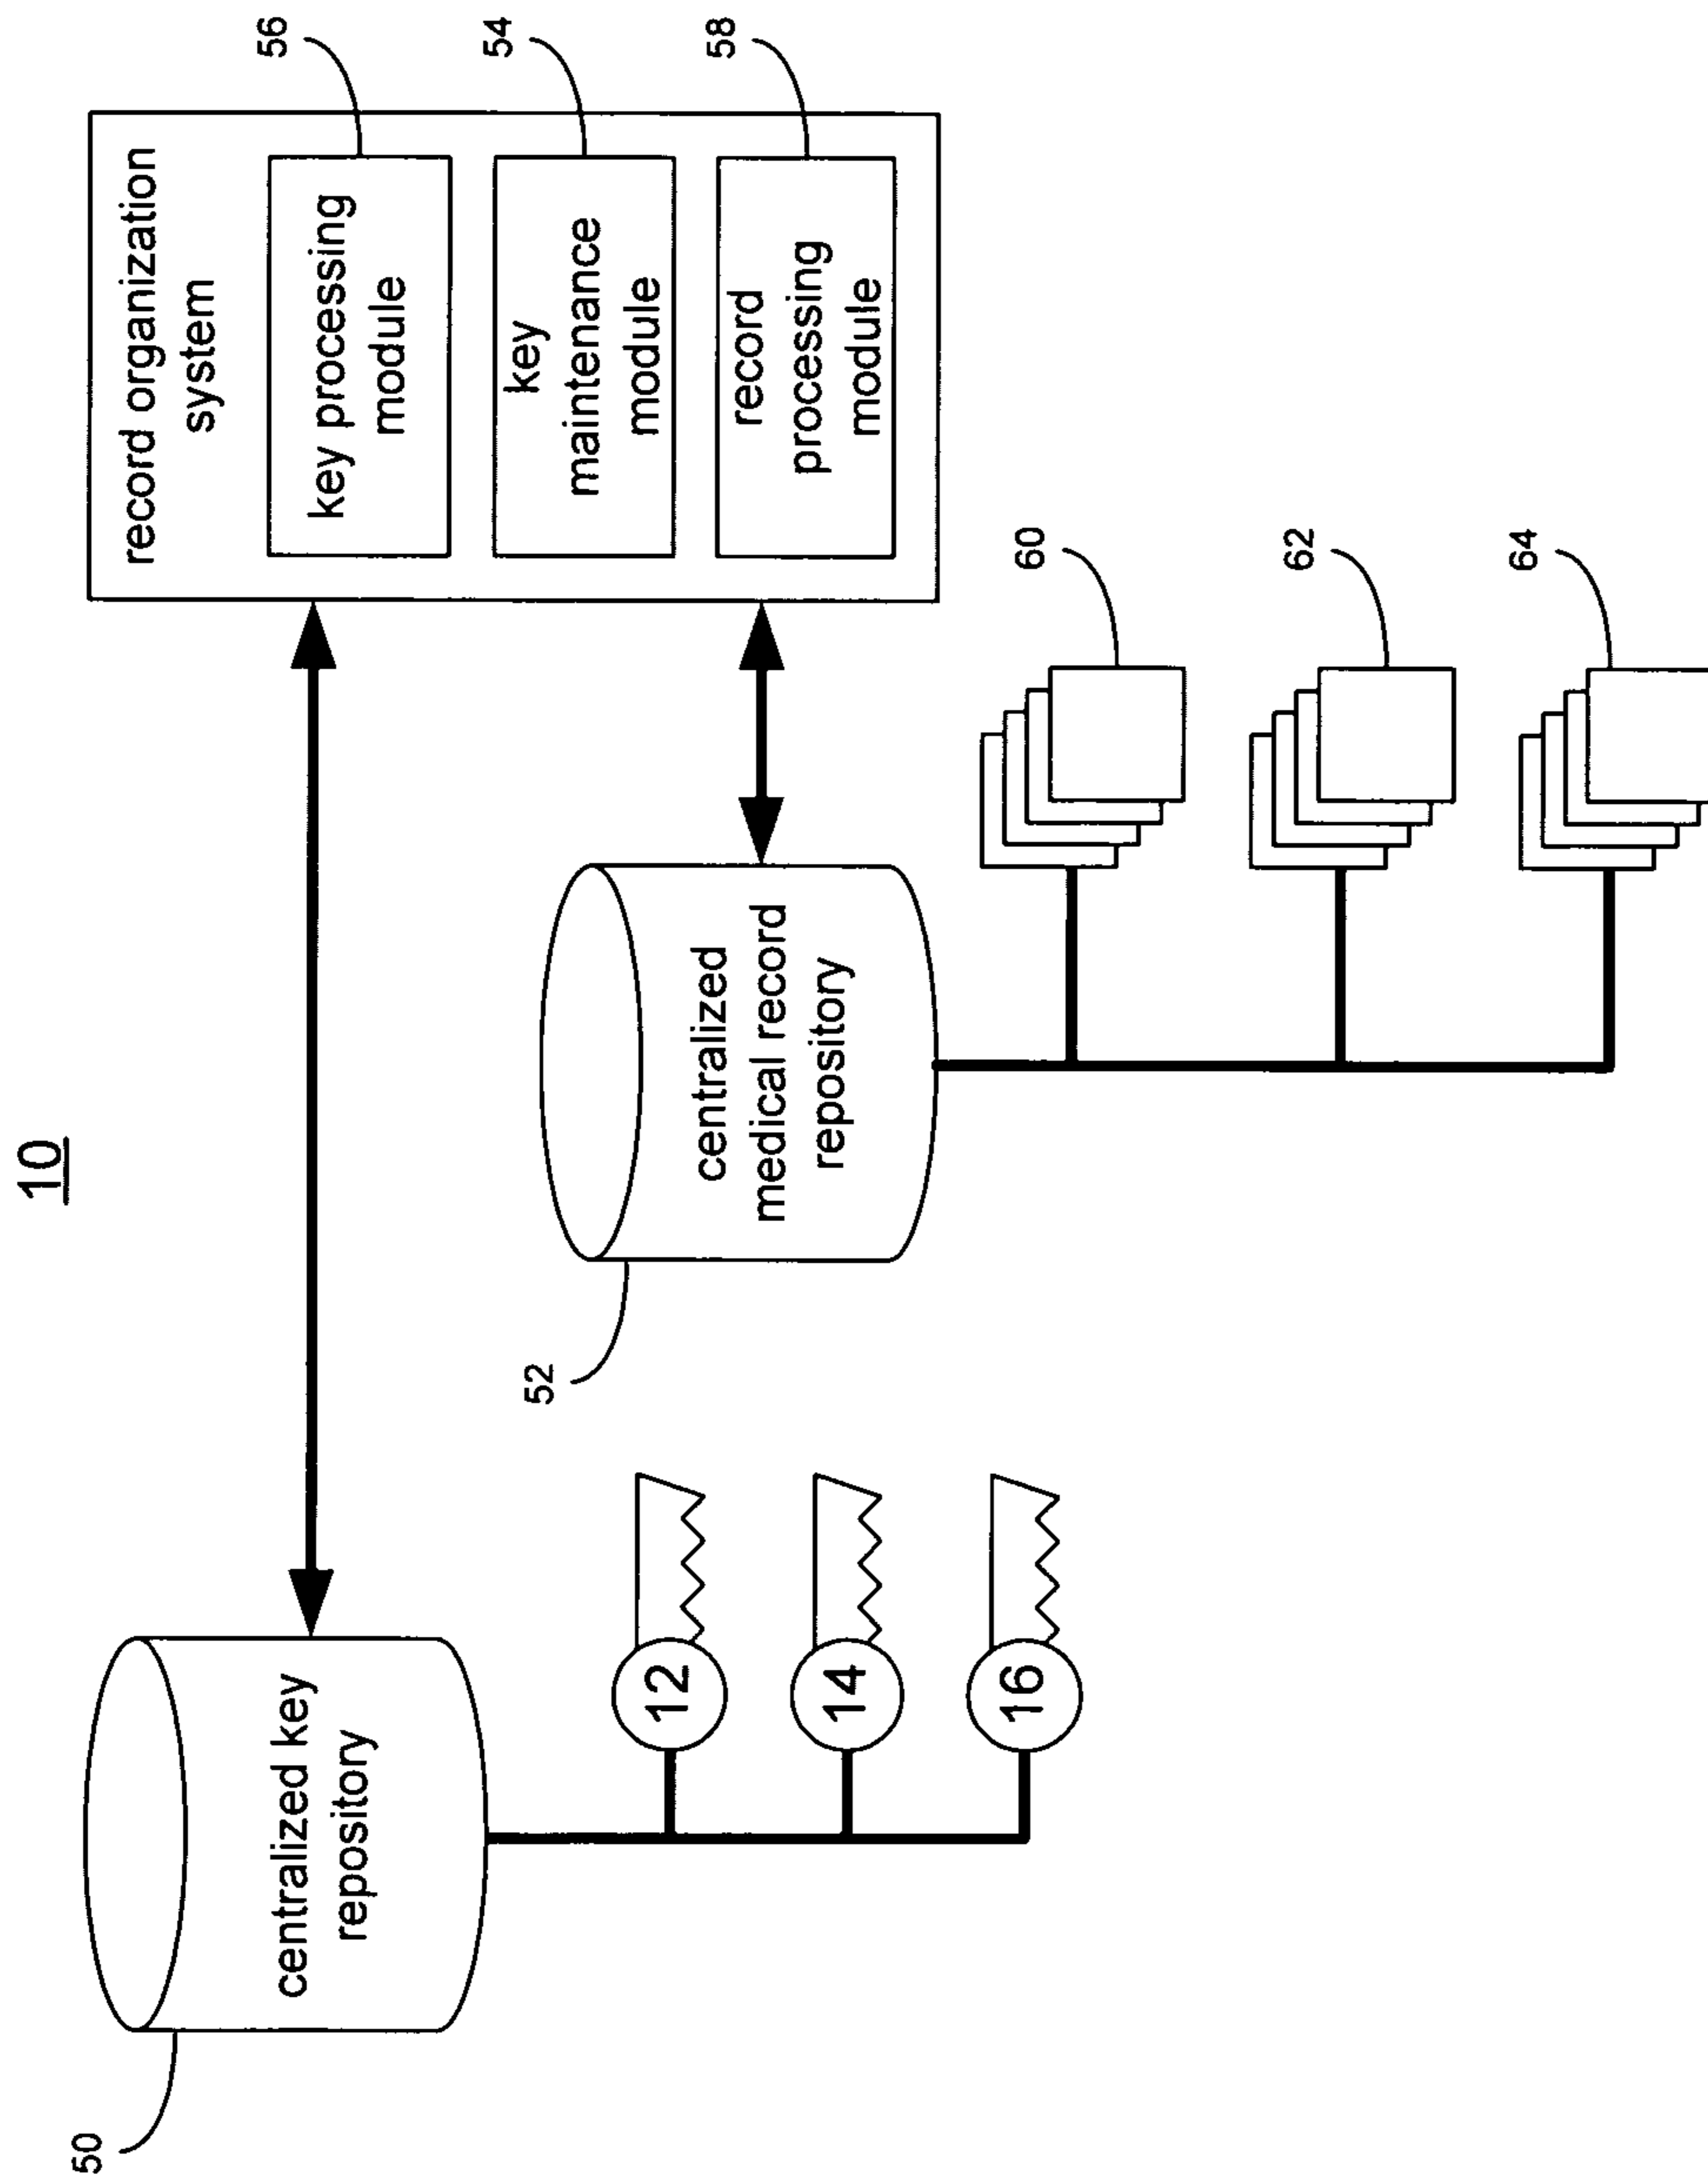 10
50
centralized key
repository
12
14
16
52
centralized
medical record
repository
record organization
system
key processing
module
56
key
maintenance
module
54
record
processing
module
58
60
62
64